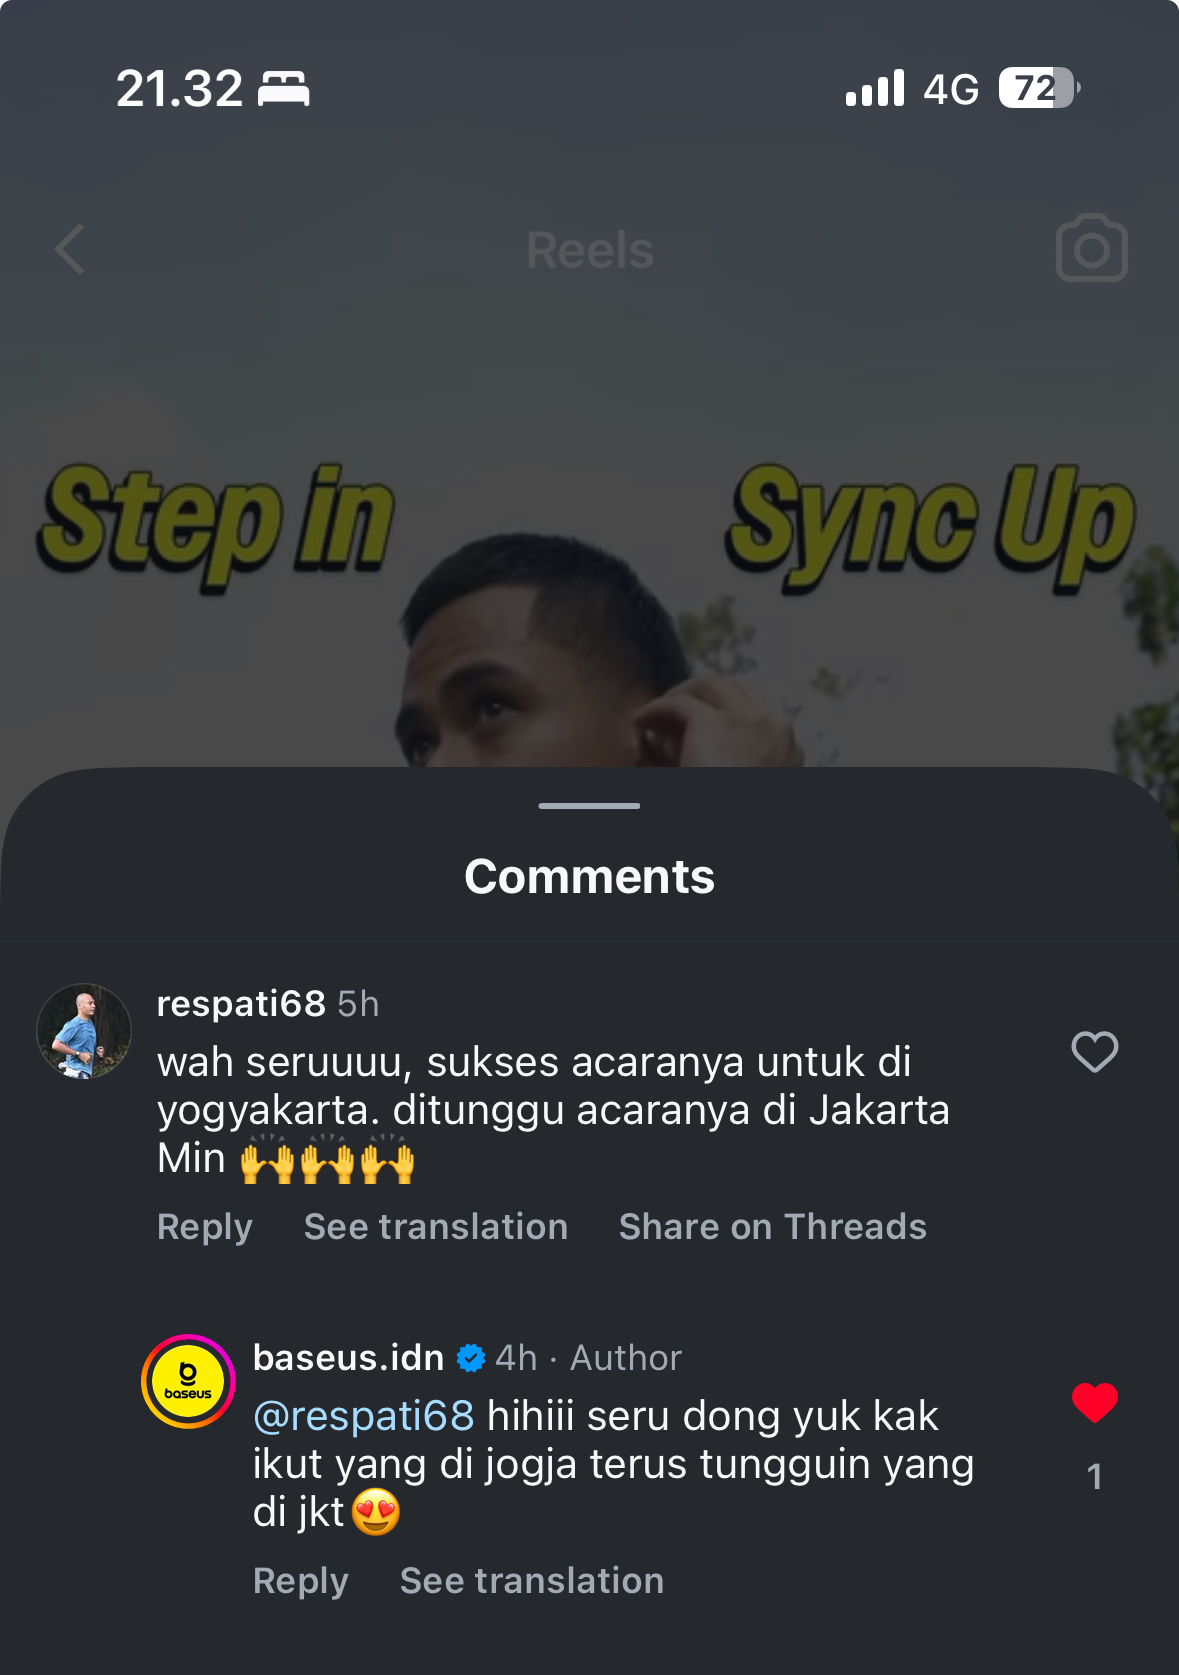 21.32
4G
72
Reels
Step in
Sync Up
Comments
respati68 5h
wah seruuuu, sukses acaranya untuk di
yogyakarta. ditunggu acaranya di Jakarta
Min 🙌🙌🙌
Reply See translation Share on Threads
baseus
baseus.idn 4h · Author
@respati68 hihiii seru dong yuk kak
ikut yang di jogja terus tungguin yang
di jkt😍
1
Reply See translation